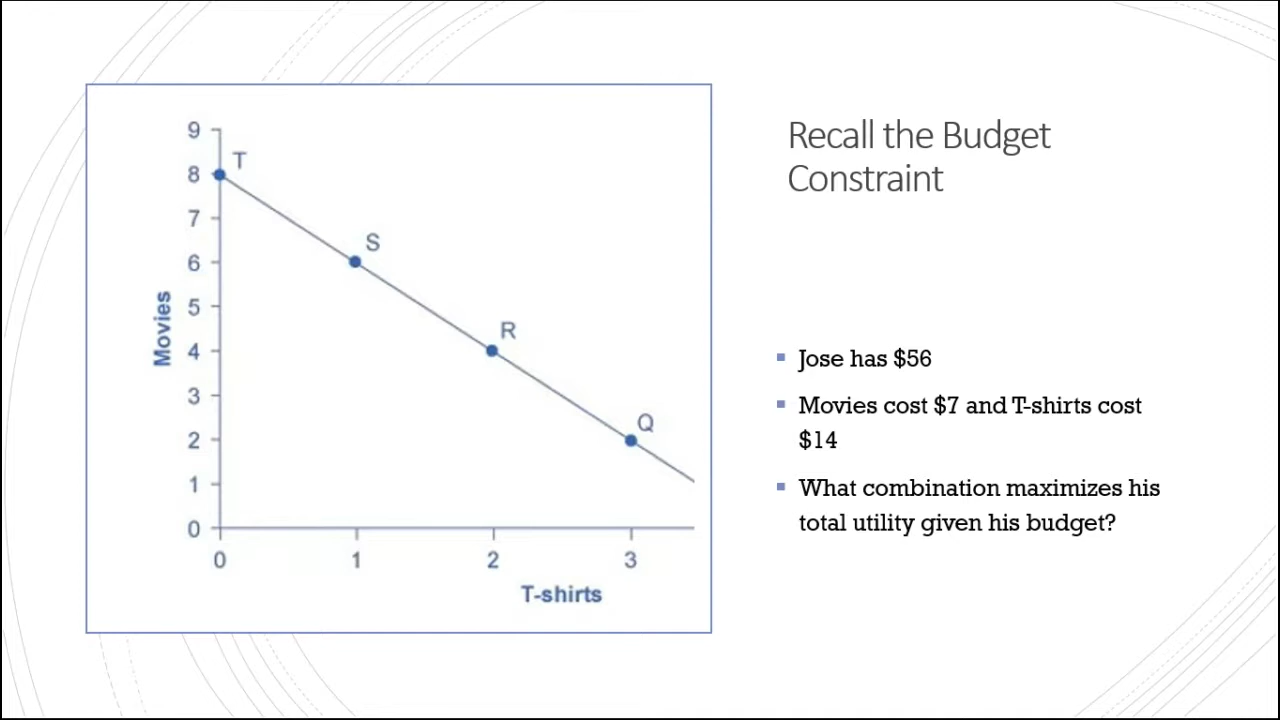 9
T
8
7
S
6
5
R
4
3
Q
2
1
0
Movies
0 1 2 3
T-shirts
Recall the Budget
Constraint
Jose has $56
Movies cost $7 and T-shirts cost
$14
What combination maximizes his
total utility given his budget?